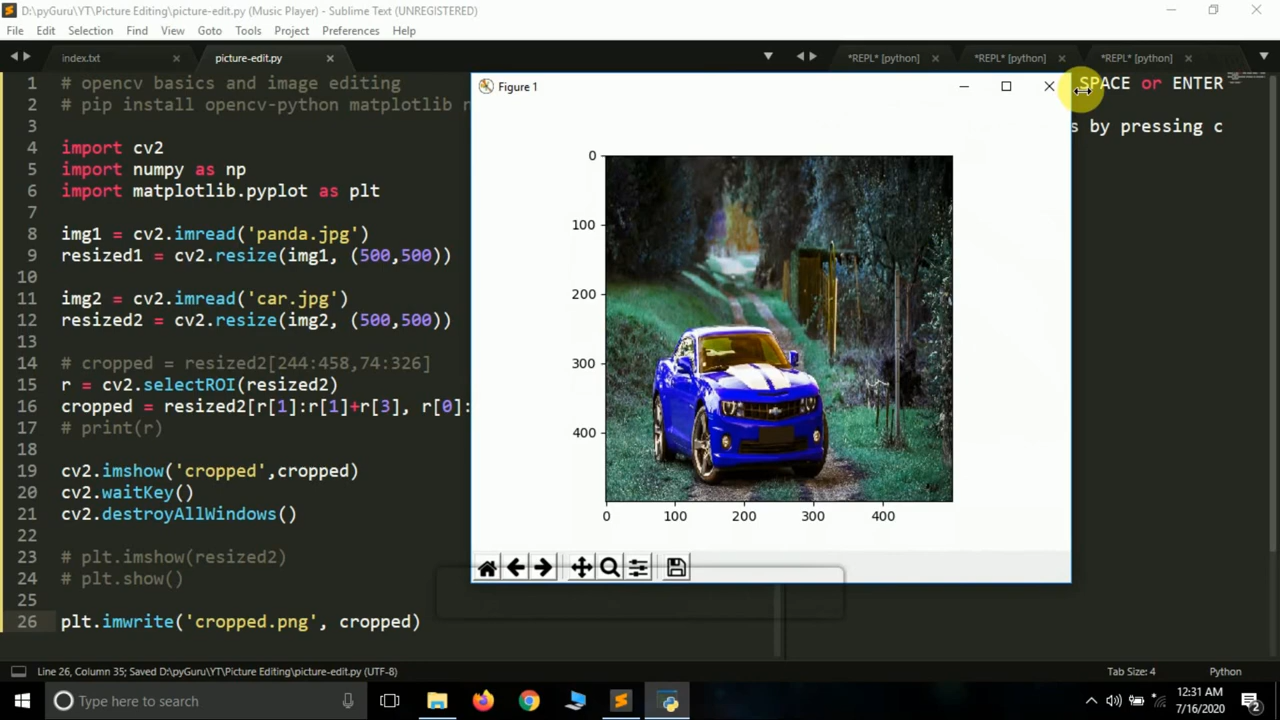 D:\pyGuru\YT\Picture Editing\picture-edit.py (Music Player) - Sublime Text (UNREGISTERED)
File Edit Selection Find View Goto Tools Project Preferences Help
index.txt
picture-edit.py
*REPL* [python]
*REPL* [python]
*REPL* [python]
1 # opencv basics and image editing
2 # pip install opencv-python matplotlib
3
4 import cv2
5 import numpy as np
6 import matplotlib.pyplot as plt
7
8 img1 = cv2.imread('panda.jpg')
9 resized1 = cv2.resize(img1, (500,500))
10
11 img2 = cv2.imread('car.jpg')
12 resized2 = cv2.resize(img2, (500,500))
13
14 # cropped = resized2[244:458,74:326]
15 r = cv2.selectROI(resized2)
16 cropped = resized2[r[1]:r[1]+r[3], r[0]:
17 # print(r)
18
19 cv2.imshow('cropped',cropped)
20 cv2.waitKey()
21 cv2.destroyAllWindows()
22
23 # plt.imshow(resized2)
24 # plt.show()
25
26 plt.imwrite('cropped.png', cropped)
Figure 1
0
100
200
300
400
0 100 200 300 400
SPACE or ENTER
s by pressing c
Line 26, Column 35; Saved D:\pyGuru\YT\Picture Editing\picture-edit.py (UTF-8)
Tab Size: 4
Python
Type here to search
12:31 AM
7/16/2020
2